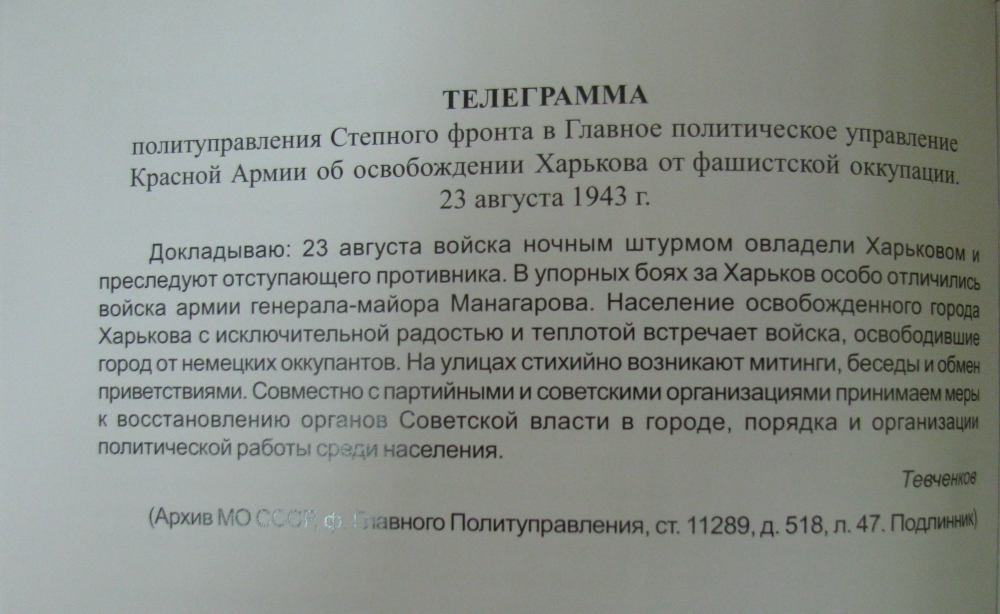 ТЕЛЕГРАММА
политуправления Степного фронта в Главное политическое управление
Красной Армии об освобождении Харькова от фашистской оккупации.
23 августа 1943 г.
Докладываю: 23 августа войска ночным штурмом овладели Харьковом и
преследуют отступающего противника. В упорных боях за Харьков особо отличились
войска армии генерала-майора Манагарова. Население освобожденного города
Харькова с исключительной радостью и теплотой встречает войска, освободившие
город от немецких оккупантов. На улицах стихийно возникают митинги, беседы и обмен
приветствиями. Совместно с партийными и советскими организациями принимаем меры
к восстановлению органов Советской власти в городе, порядка и организации
политической работы среди населения.
Тевченков
(Архив МО СССР, ф. Главного Политуправления, ст. 11289, д. 518, л. 47. Подлинник)